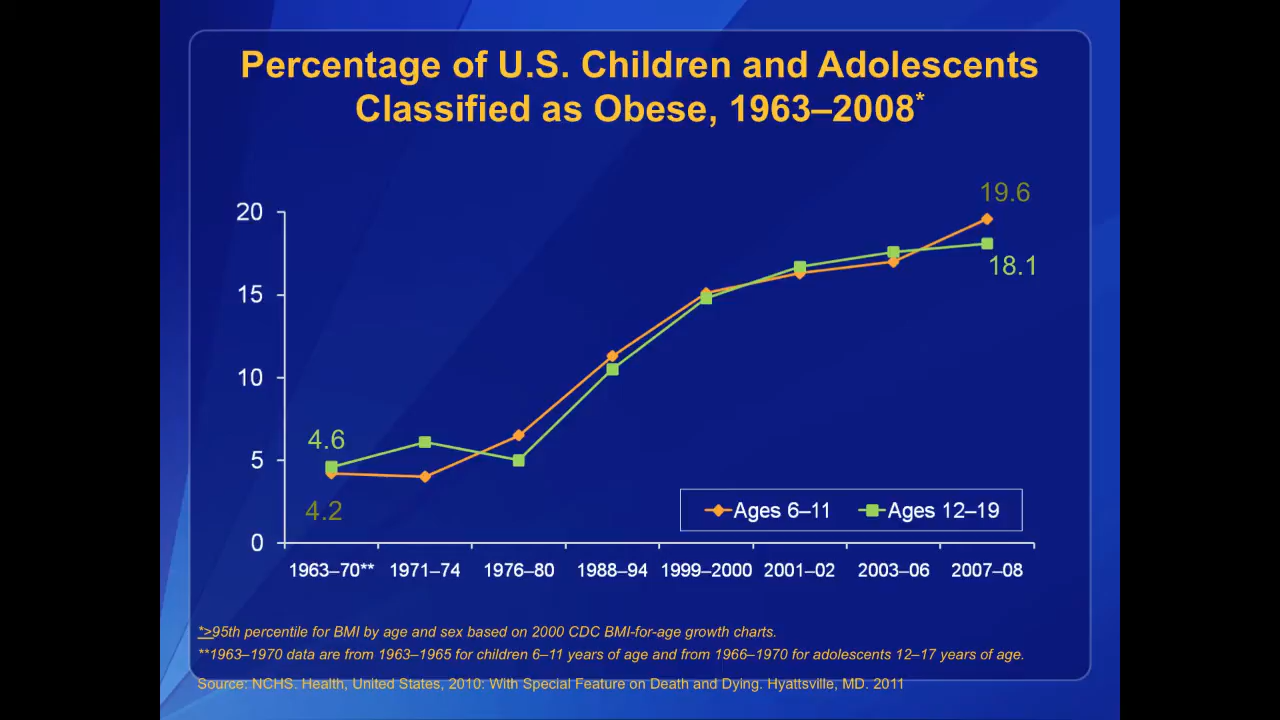 Percentage of U.S. Children and Adolescents
Classified as Obese, 1963–2008*
19.6
20
18.1
15
10
4.6
5
4.2
Ages 6–11
Ages 12–19
0
1963–70** 1971–74 1976–80 1988–94 1999–2000 2001–02 2003–06 2007–08
*>95th percentile for BMI by age and sex based on 2000 CDC BMI-for-age growth charts.
**1963–1970 data are from 1963–1965 for children 6–11 years of age and from 1966–1970 for adolescents 12–17 years of age.
Source: NCHS. Health, United States, 2010: With Special Feature on Death and Dying. Hyattsville, MD. 2011